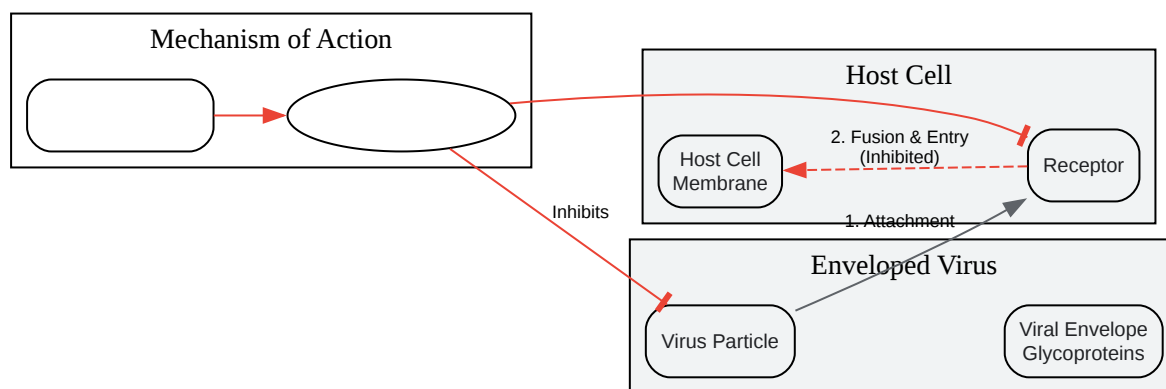 Mechanism of Action
Host Cell
2. Fusion & Entry
(Inhibited)
Host Cell
Membrane
Receptor
Inhibits
1. Attachment
Enveloped Virus
Virus Particle
Viral Envelope
Glycoproteins